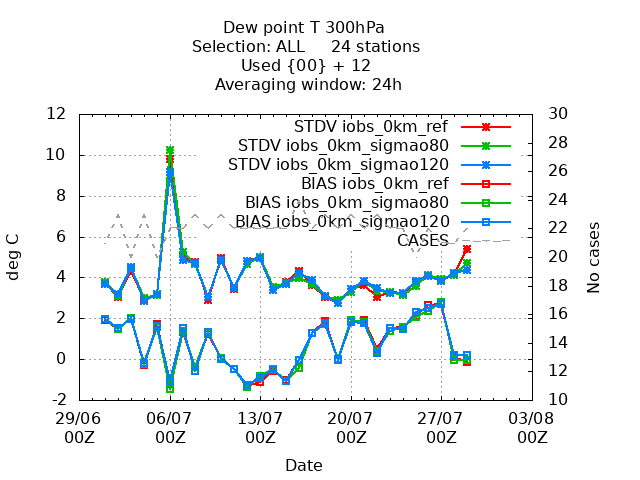 Dew point T 300hPa
Selection: ALL 24 stations
Used {00} + 12
Averaging window: 24h
12 30
STDV iobs_0km_ref
28
10 STDV iobs_0km_sigmao80
STDV iobs_0km_sigmao120
26
8 BIAS iobs_0km_ref
24
BIAS iobs_0km_sigmao80
6 BIAS iobs_0km_sigmao120
22
CASES
20
4
18
2
16
14
0
12
-2 10
deg C
No cases
29/06 06/07 13/07 20/07 27/07 03/08
00Z 00Z 00Z 00Z 00Z 00Z
Date